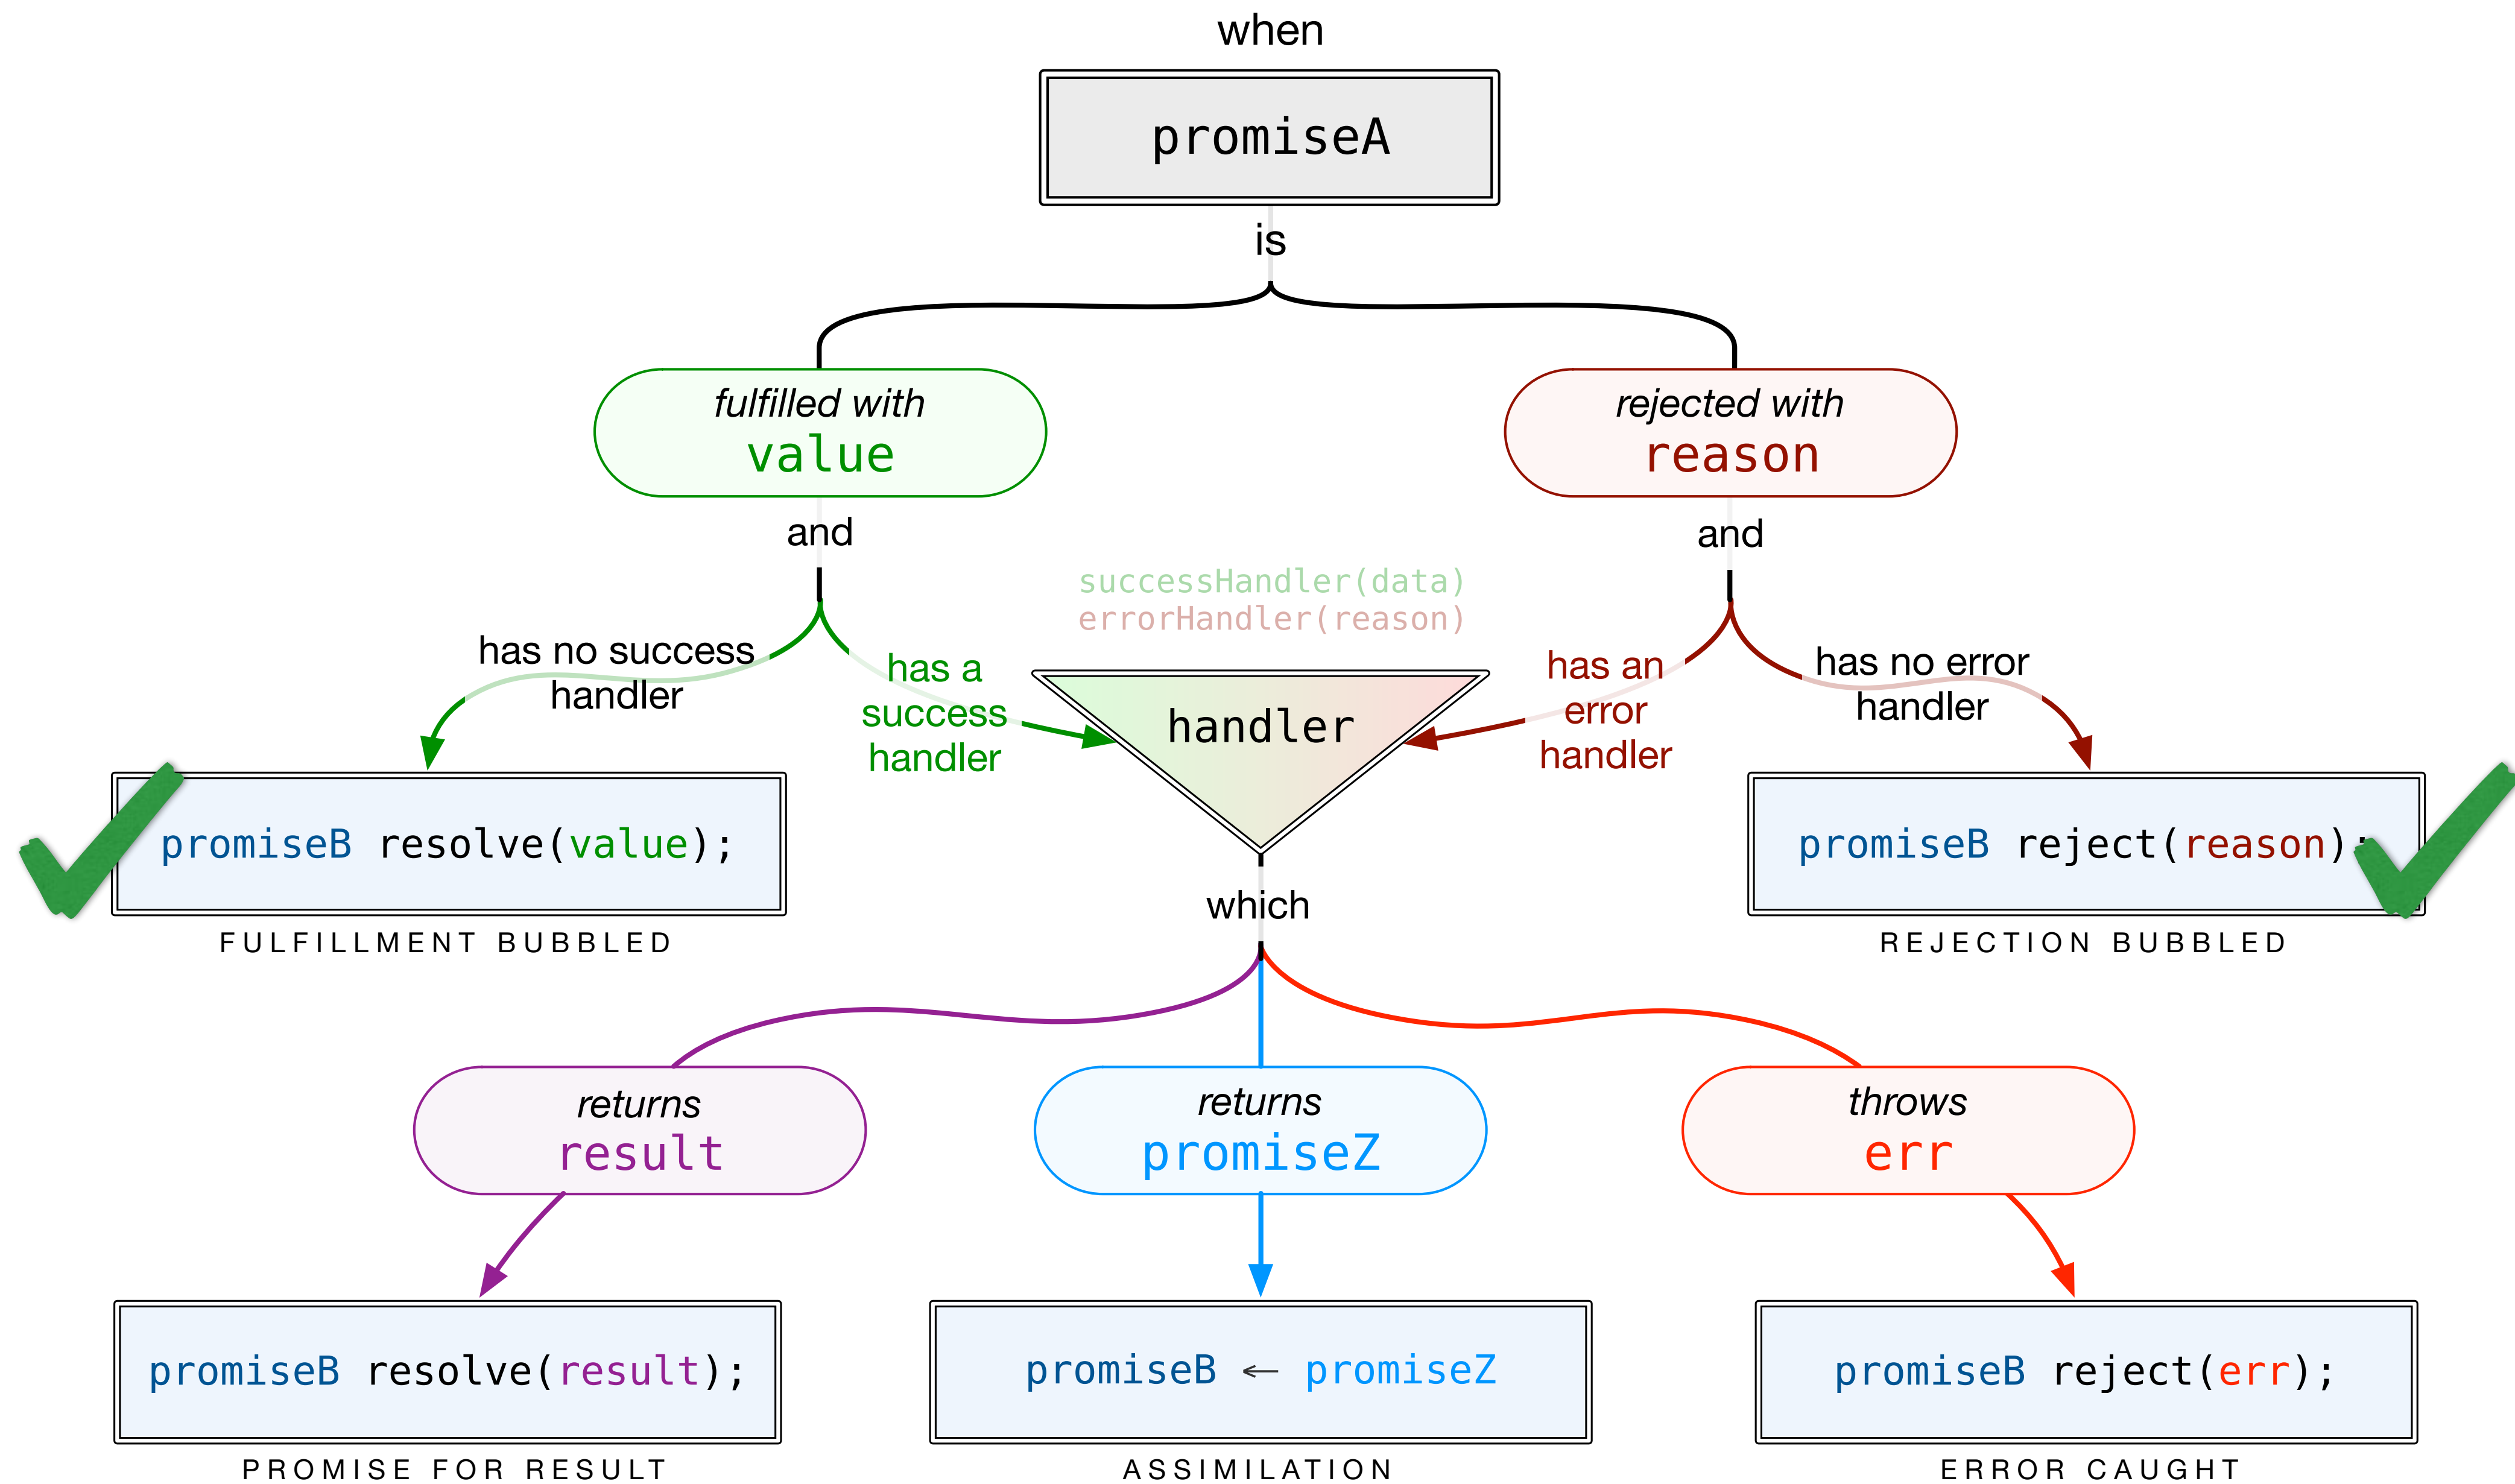 when
promiseA
is
fulfilled with
value
rejected with
reason
and
and
successHandler(data)
errorHandler(reason)
has no success
handler
has a
success
handler
handler
has an
error
handler
has no error
handler
promiseB resolve(value);
promiseB reject(reason);
FULFILLMENT BUBBLED
which
REJECTION BUBBLED
returns
result
returns
promiseZ
throws
err
promiseB resolve(result);
promiseB ← promiseZ
promiseB reject(err);
PROMISE FOR RESULT
ASSIMILATION
ERROR CAUGHT